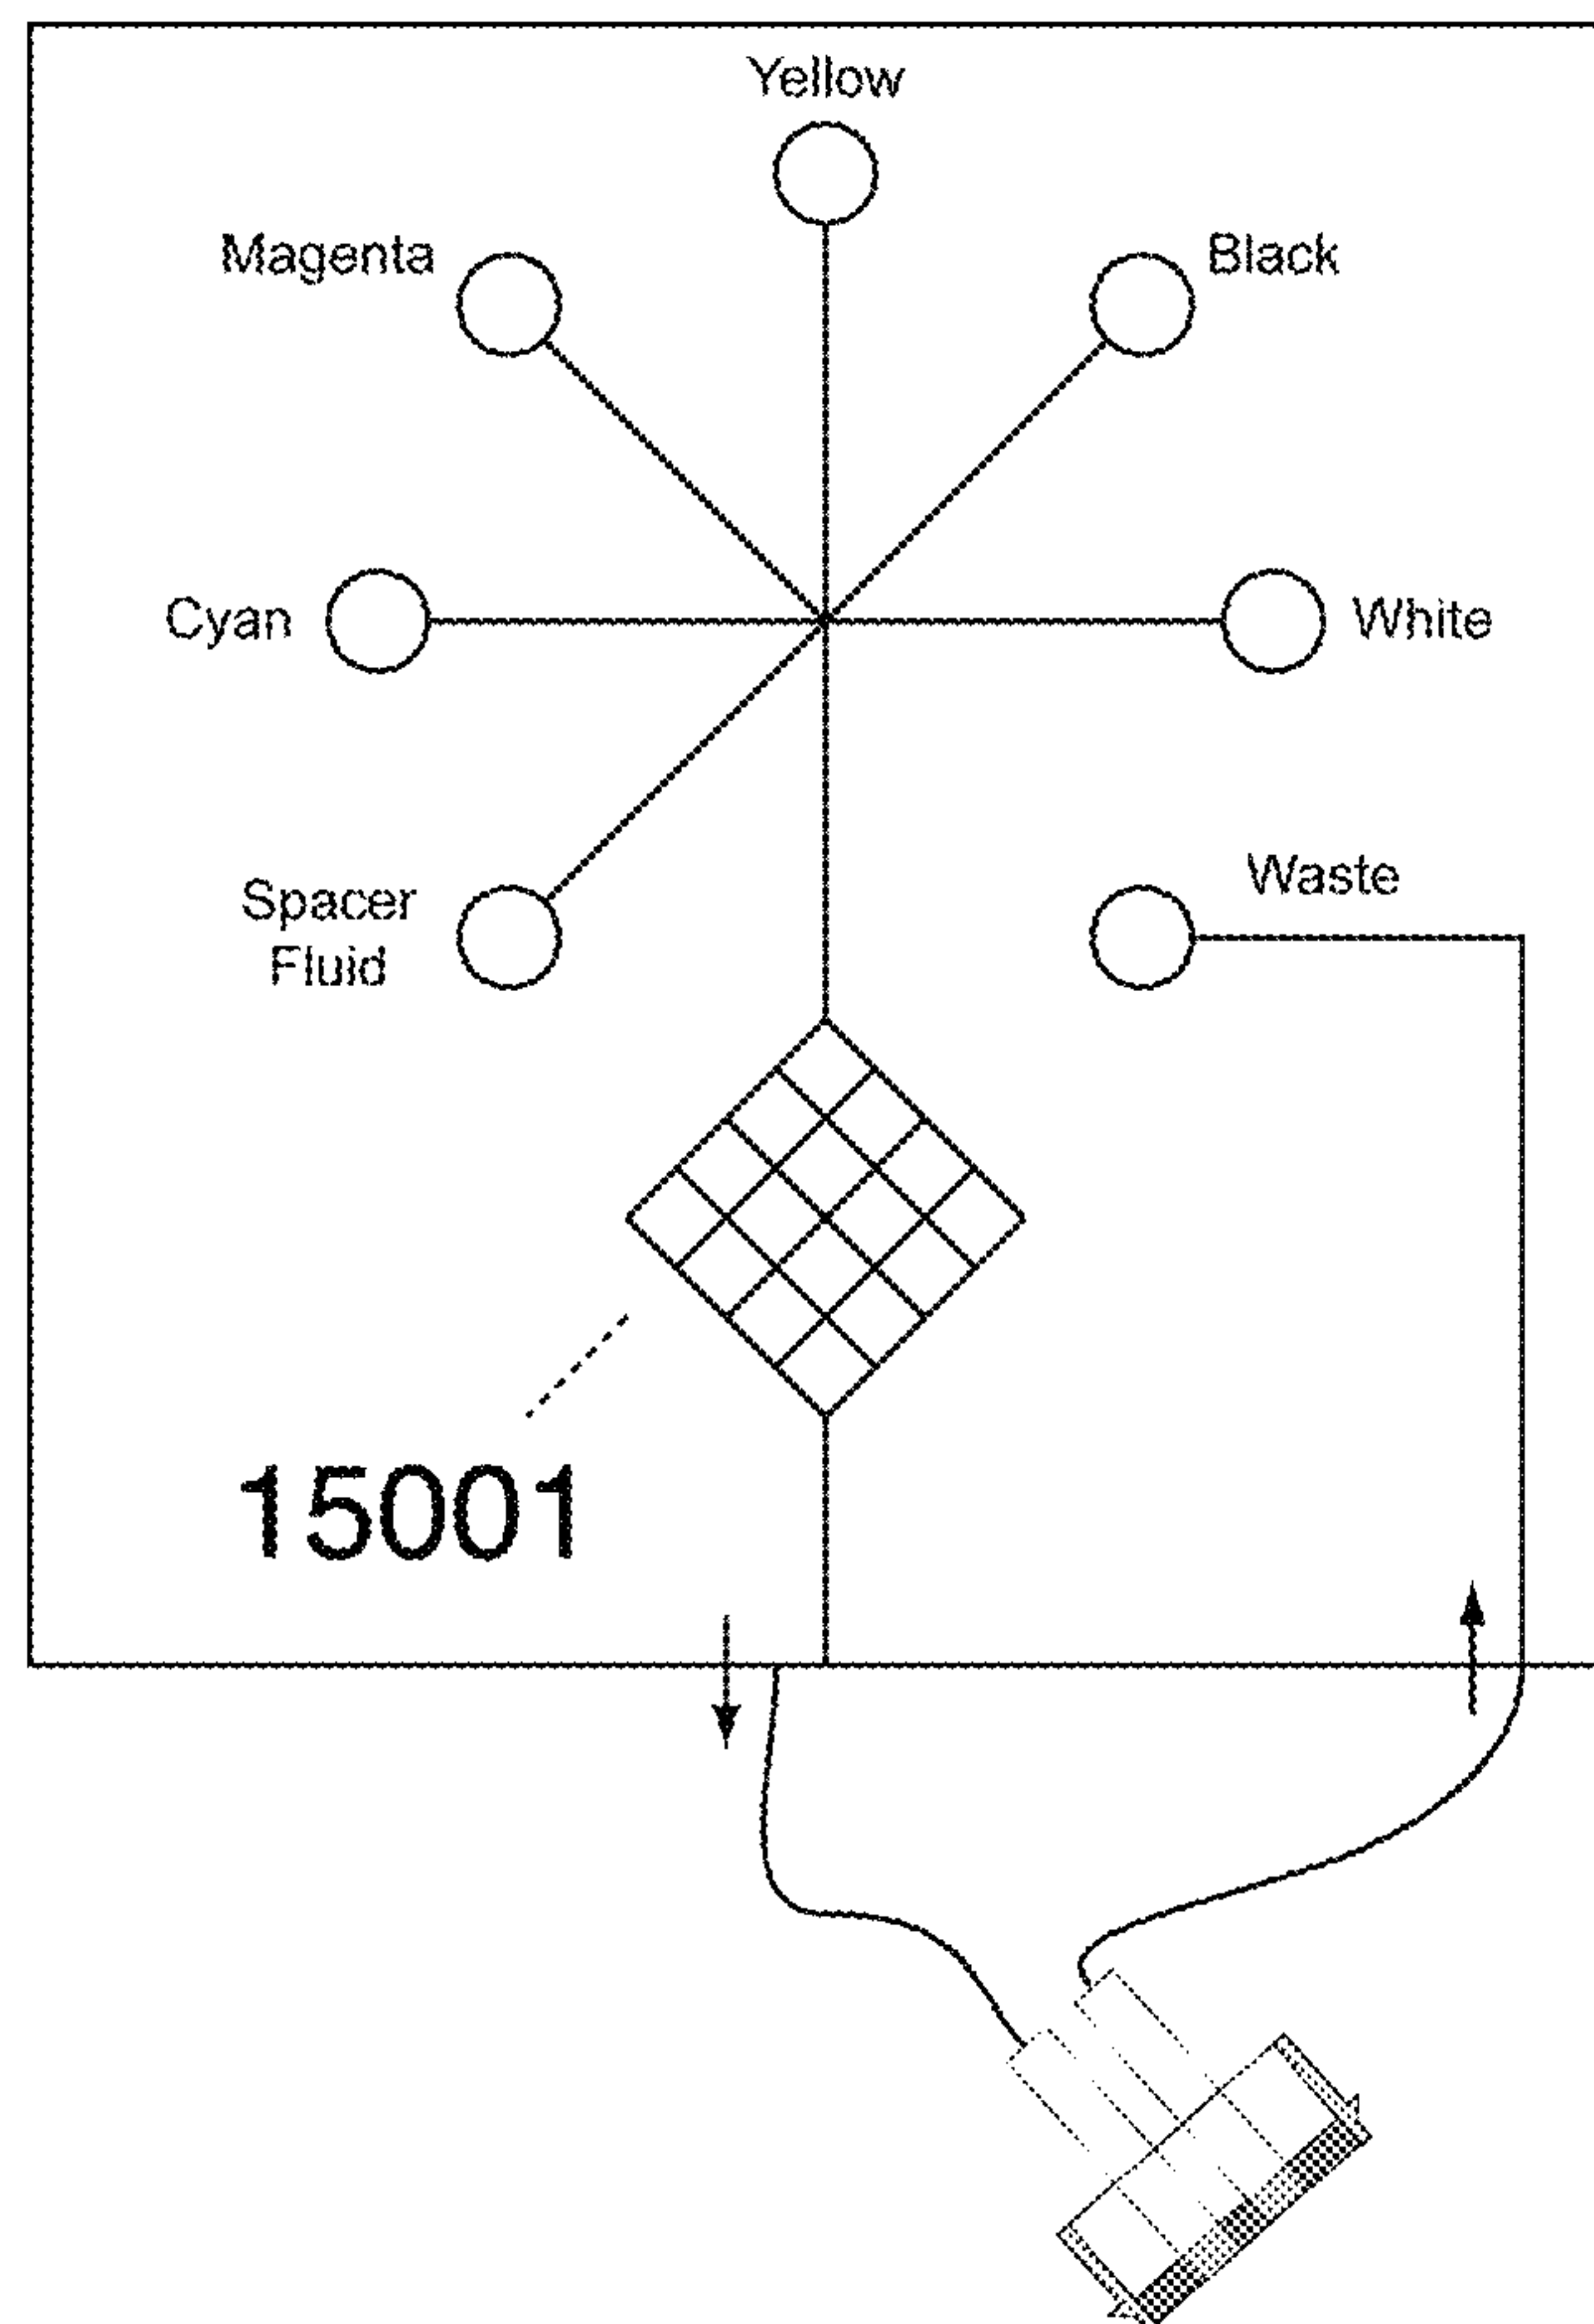 Yellow
Magenta
Black
Cyan
White
Spacer
Fluid
Waste
15001